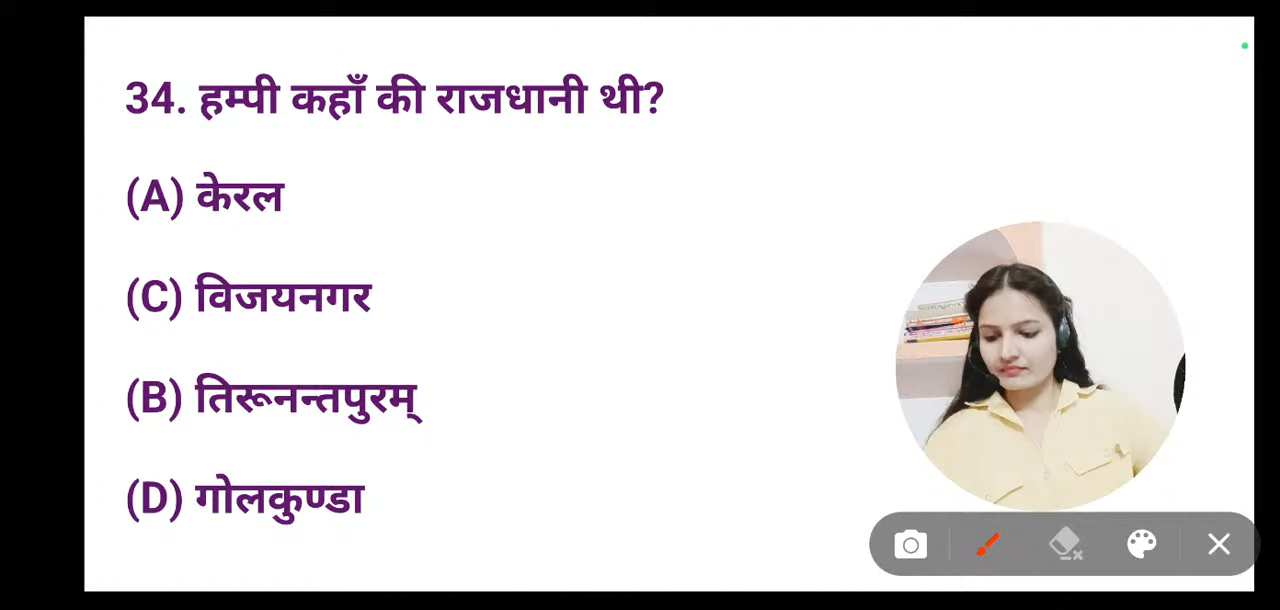 34. हम्पी कहाँ की राजधानी थी?
(A) केरल
(C) विजयनगर
(B) तिरूनन्तपुरम्
(D) गोलकुण्डा